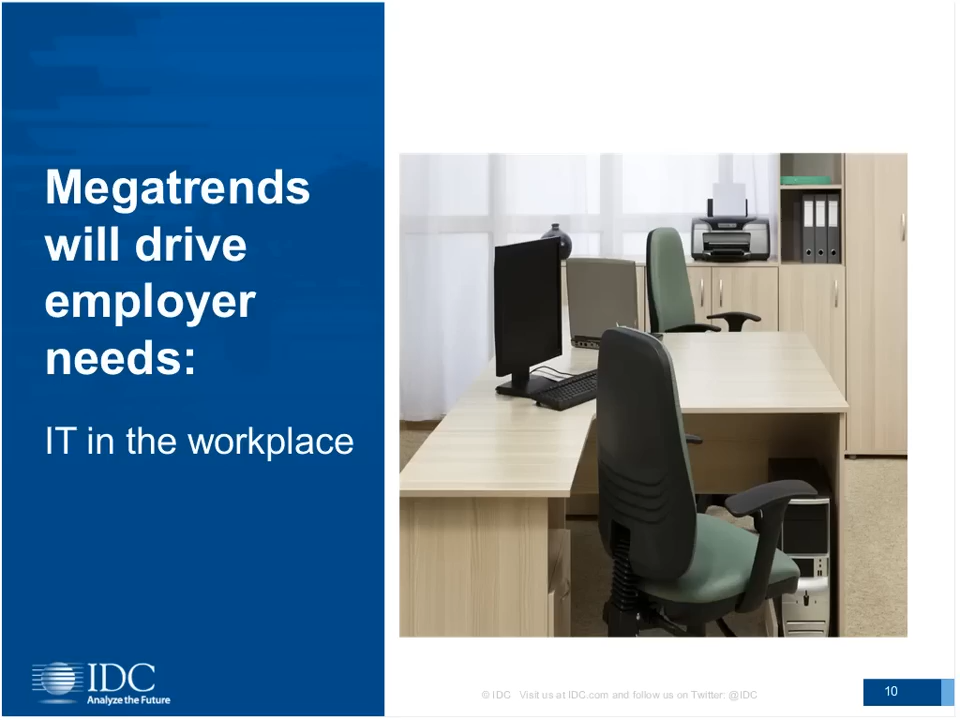 Megatrends
will drive
employer
needs:
IT in the workplace
IDC
Analyze the Future
© IDC Visit us at IDC.com and follow us on Twitter: @IDC
10